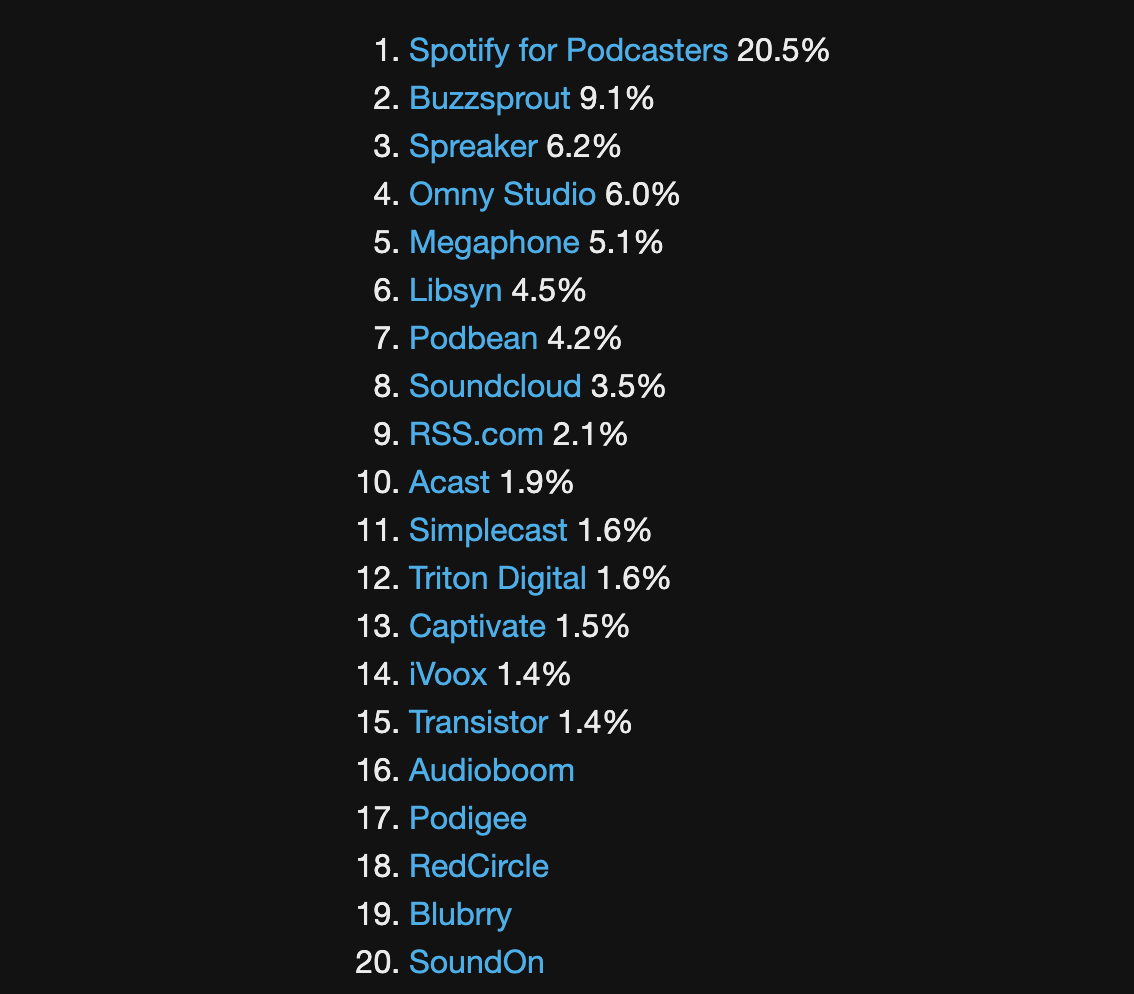 1. Spotify for Podcasters 20.5%
2. Buzzsprout 9.1%
3. Spreaker 6.2%
4. Omny Studio 6.0%
5. Megaphone 5.1%
6. Libsyn 4.5%
7. Podbean 4.2%
8. Soundcloud 3.5%
9. RSS.com 2.1%
10. Acast 1.9%
11. Simplecast 1.6%
12. Triton Digital 1.6%
13. Captivate 1.5%
14. iVoox 1.4%
15. Transistor 1.4%
16. Audioboom
17. Podigee
18. RedCircle
19. Blubrry
20. SoundOn